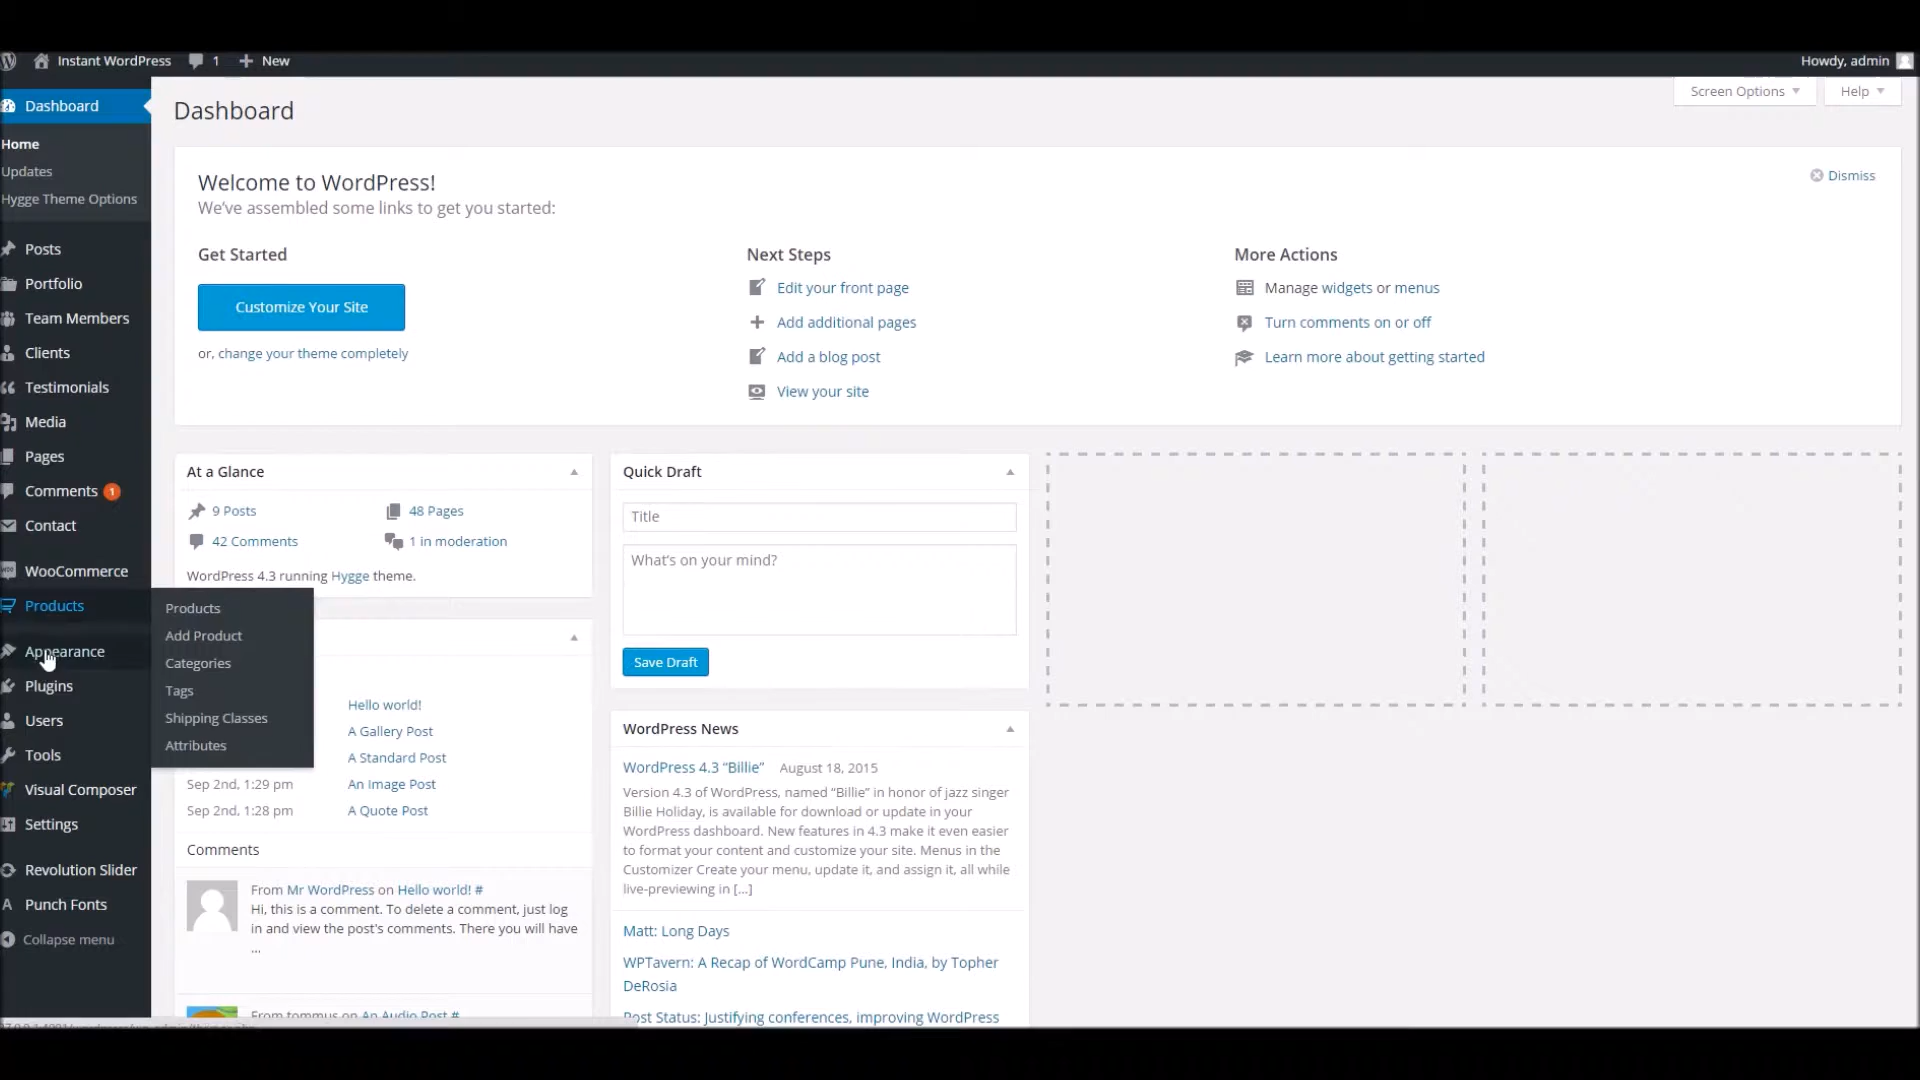 Instant WordPress 1 New Howdy, admin
Dashboard
Home
Updates
Hygge Theme Options
Posts
Portfolio
Team Members
Clients
Testimonials
Media
Pages
Comments 1
Contact
WooCommerce
Products
Appearance
Plugins
Users
Tools
Visual Composer
Settings
Revolution Slider
Punch Fonts
Collapse menu
Products
Add Product
Categories
Tags
Shipping Classes
Attributes
Dashboard
Screen Options Help
Welcome to WordPress!
We've assembled some links to get you started:
Dismiss
Get Started
Customize Your Site
or, change your theme completely
Next Steps
Edit your front page
Add additional pages
Add a blog post
View your site
More Actions
Manage widgets or menus
Turn comments on or off
Learn more about getting started
At a Glance
9 Posts 48 Pages
42 Comments 1 in moderation
WordPress 4.3 running Hygge theme.
Hello world!
A Gallery Post
A Standard Post
Sep 2nd, 1:29 pm An Image Post
Sep 2nd, 1:28 pm A Quote Post
Comments
From Mr WordPress on Hello world! #
Hi, this is a comment. To delete a comment, just log
in and view the post's comments. There you will have
...
From tommus on An Audio Post #
Quick Draft
Title
What's on your mind?
Save Draft
WordPress News
WordPress 4.3 “Billie” August 18, 2015
Version 4.3 of WordPress, named “Billie” in honor of jazz singer
Billie Holiday, is available for download or update in your
WordPress dashboard. New features in 4.3 make it even easier
to format your content and customize your site. Menus in the
Customizer Create your menu, update it, and assign it, all while
live-previewing in […]
Matt: Long Days
WPTavern: A Recap of WordCamp Pune, India, by Topher
DeRosia
Post Status: Justifying conferences, improving WordPress